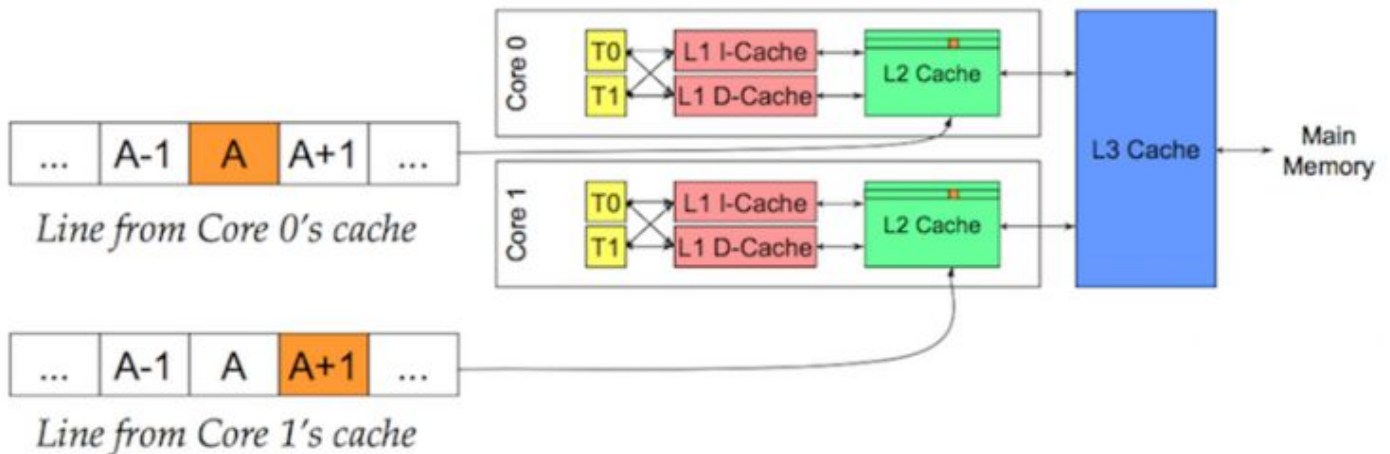 Core 0
T0
T1
L1 I-Cache
L1 D-Cache
L2 Cache
... A-1 A A+1 ...
Line from Core 0's cache
Core 1
T0
T1
L1 I-Cache
L1 D-Cache
L2 Cache
L3 Cache
Main
Memory
... A-1 A A+1 ...
Line from Core 1's cache